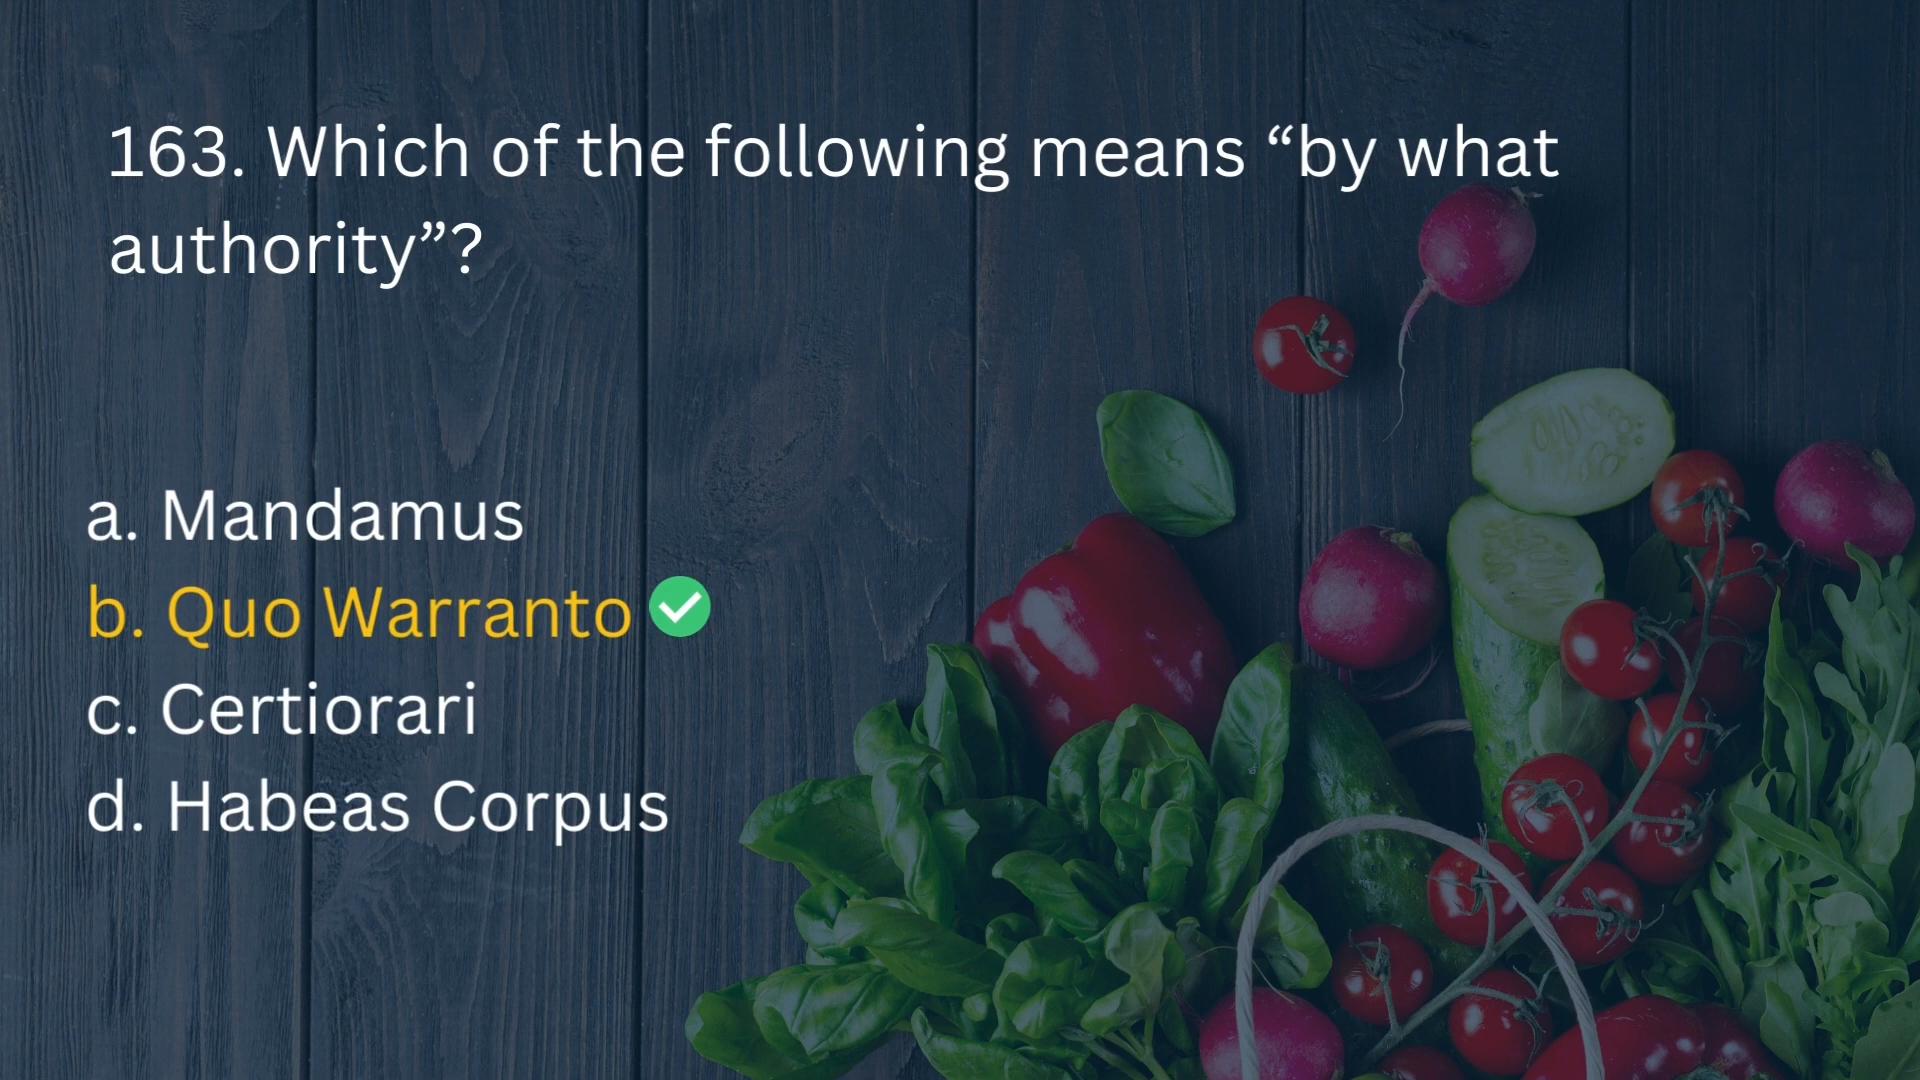 163. Which of the following means “by what
authority”?
a. Mandamus
b. Quo Warranto
c. Certiorari
d. Habeas Corpus